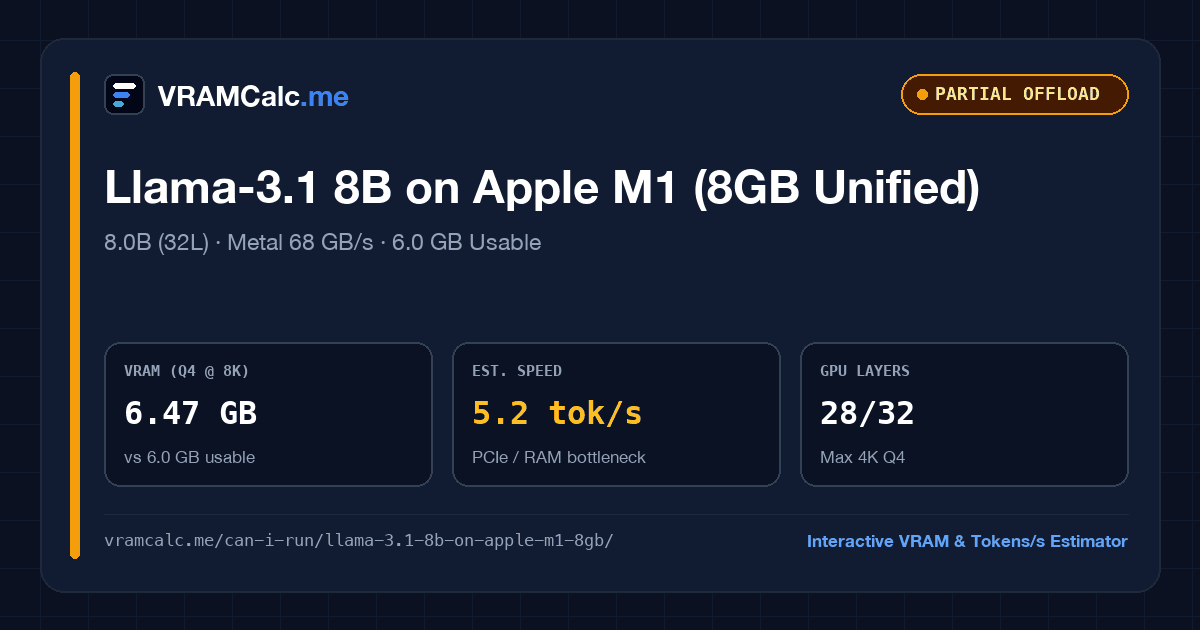 VRAMCalc.me
PARTIAL OFFLOAD
Llama-3.1 8B on Apple M1 (8GB Unified)
8.0B (32L) · Metal 68 GB/s · 6.0 GB Usable
VRAM (Q4 @ 8K)
6.47 GB
vs 6.0 GB usable
EST. SPEED
5.2 tok/s
PCIe / RAM bottleneck
GPU LAYERS
28/32
Max 4K Q4
vramcalc.me/can-i-run/llama-3.1-8b-on-apple-m1-8gb/
Interactive VRAM & Tokens/s Estimator